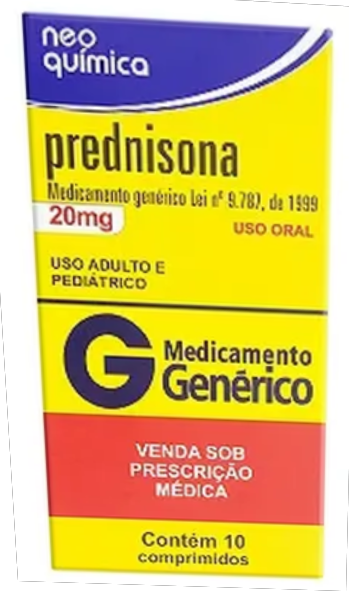 neo
química
prednisona
Medicamento genérico Lei nº 9.787, de 1999
20mg
USO ORAL
USO ADULTO E
PEDIÁTRICO
G Medicamento
Genérico
VENDA SOB
PRESCRIÇÃO
MÉDICA
Contém 10
comprimidos